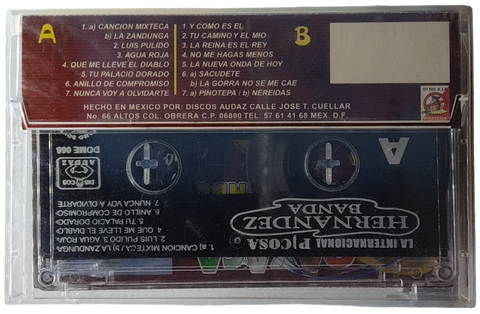 A
1. a) CANCION MIXTECA
b) LA ZANDUNGA
2. LUIS PULIDO
3. AGUA ROJA
4. QUE ME LLEVE EL DIABLO
5. TU PALACIO DORADO
6. ANILLO DE COMPROMISO
7. NUNCA VOY A OLVIDARTE
B
1. Y COMO ES EL
2. TU CAMINO Y EL MIO
3. LA REINA ES EL REY
4. NO ME HAGAS MENOS
5. LA NUEVA ONDA DE HOY
6. a) SACUDETE
b) LA GORRA NO SE ME CAE
7. a) PINOTEPA \ b) NEREIDAS
HECHO EN MEXICO POR: DISCOS AUDAZ CALLE JOSE T. CUELLAR
No. 66 ALTOS COL. OBRERA C.P. 06800 TEL. 57 61 41 68 MEX. D.F.
A
DISCOS
AUDAZ
DOME 068
LA INTERNACIONAL PICOSA
HERNANDEZ
BANDA
1. a) CANCION MIXTECA / b) LA ZANDUNGA
2. LUIS PULIDO 3. AGUA ROJA
4. QUE ME LLEVE EL DIABLO
5. TU PALACIO DORADO
6. ANILLO DE COMPROMISO
7. NUNCA VOY A OLVIDARTE